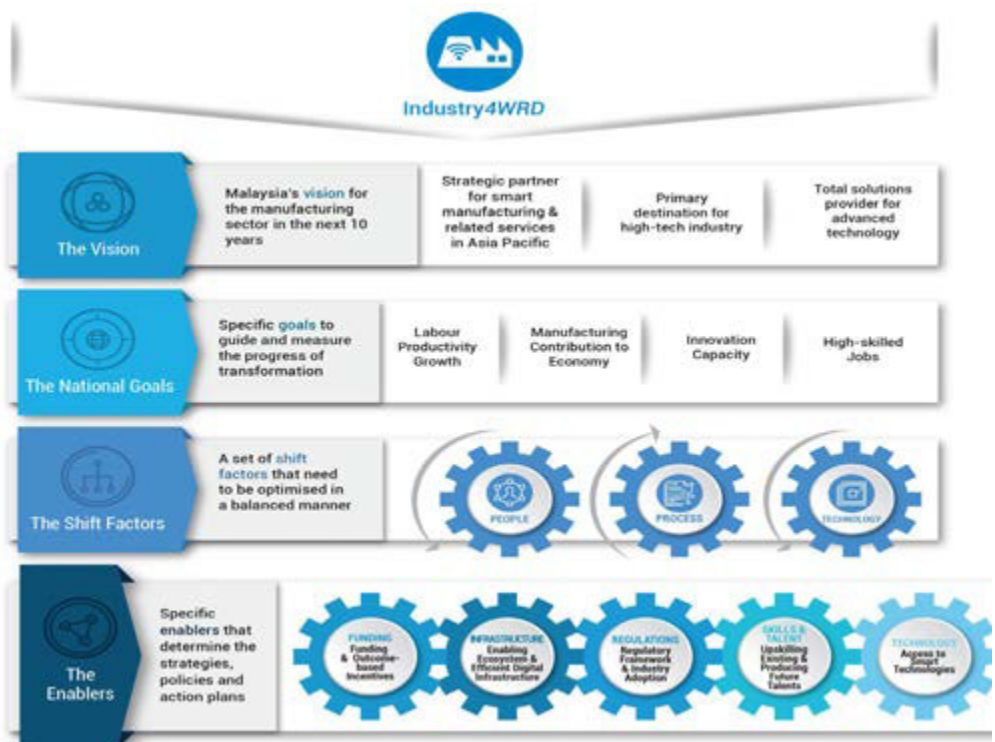 Industry4WRD
The Vision
Malaysia's vision for
the manufacturing
sector in the next 10
years
Strategic partner
for smart
manufacturing &
related services
in Asia Pacific
Primary
destination for
high-tech industry
Total solutions
provider for
advanced
technology
The National Goals
Specific goals to
guide and measure
the progress of
transformation
Labour
Productivity
Growth
Manufacturing
Contribution to
Economy
Innovation
Capacity
High-skilled
Jobs
The Shift Factors
A set of shift
factors that need
to be optimised in
a balanced manner
PEOPLE
PROCESS
TECHNOLOGY
The
Enablers
Specific
enablers that
determine the
strategies,
policies and
action plans
FUNDING
Funding
& Outcome-
based
Incentives
INFRASTRUCTURE
Enabling
Ecosystem &
Efficient Digital
Infrastructure
REGULATIONS
Regulatory
Framework
& Industry
Adoption
SKILLS &
TALENT
Upskilling
Existing &
Producing
Future
Talents
TECHNOLOGY
Access to
Smart
Technologies